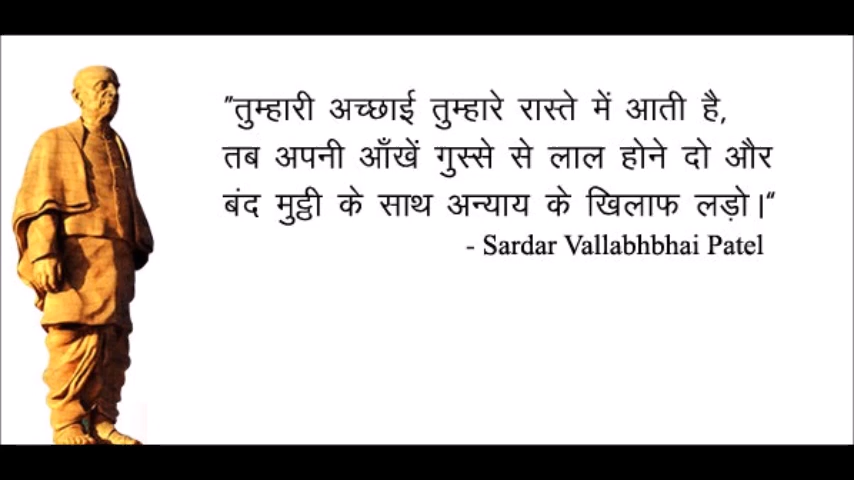 "तुम्हारी अच्छाई तुम्हारे रास्ते में आती है,
तब अपनी आँखें गुस्से से लाल होने दो और
बंद मुट्ठी के साथ अन्याय के खिलाफ लड़ो।"
- Sardar Vallabhbhai Patel